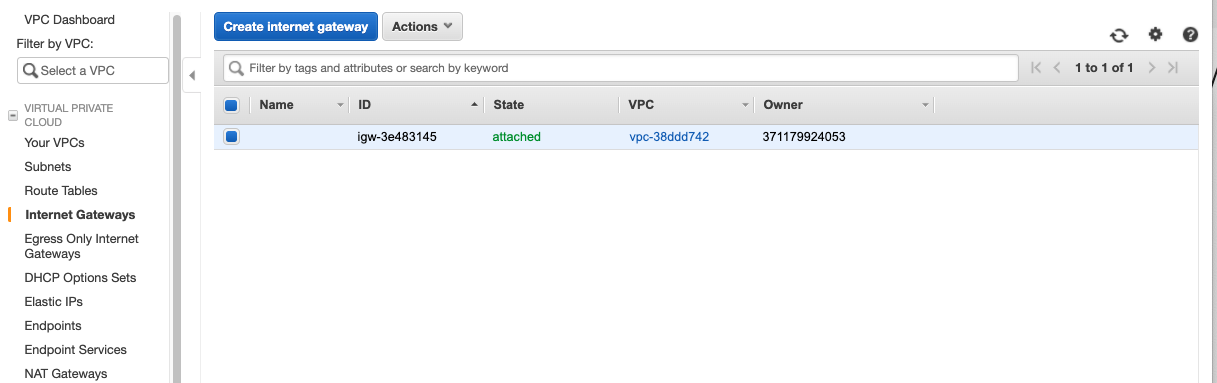 VPC Dashboard
Filter by VPC:
Select a VPC
VIRTUAL PRIVATE
CLOUD
Your VPCs
Subnets
Route Tables
Internet Gateways
Egress Only Internet
Gateways
DHCP Options Sets
Elastic IPs
Endpoints
Endpoint Services
NAT Gateways
Create internet gateway Actions
Filter by tags and attributes or search by keyword 1 to 1 of 1
Name ID State VPC Owner
igw-3e483145 attached vpc-38ddd742 371179924053